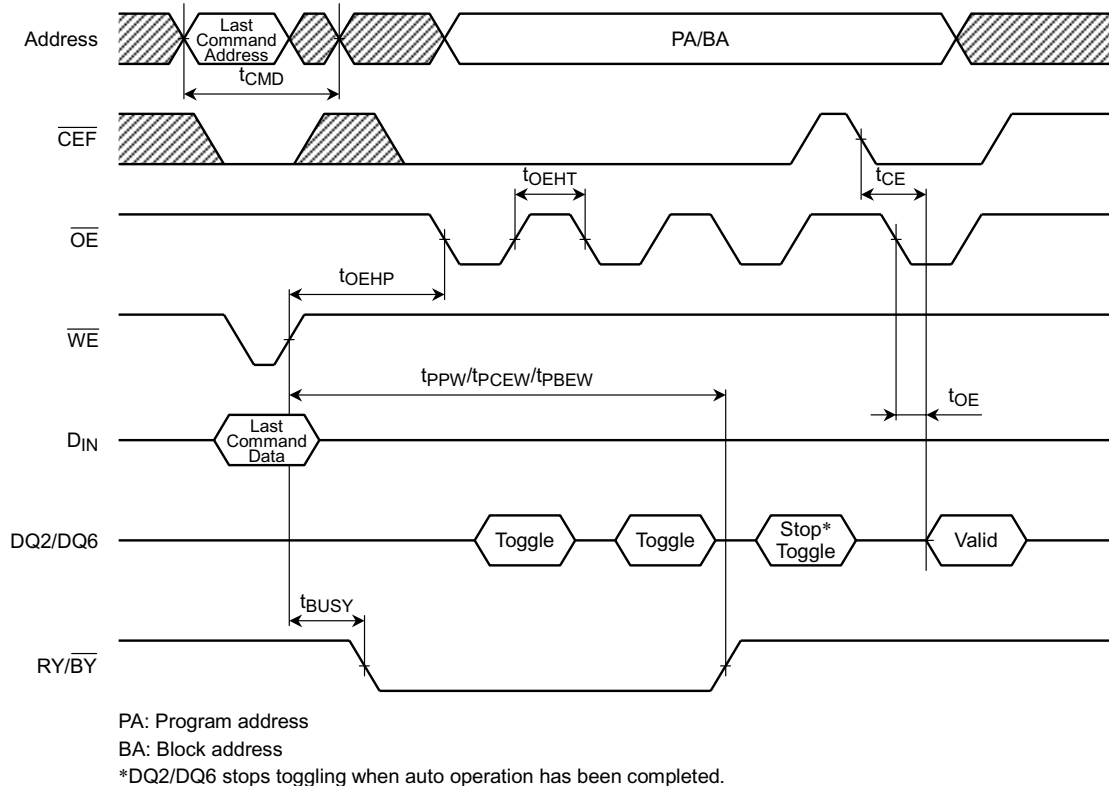 Address
Last
Command
Address
PA/BA
tCMD
CEF
tCE
tOEHT
OE
tOEHP
WE
tPPW/tPCEW/tPBEW
tOE
DIN
Last
Command
Data
DQ2/DQ6
Toggle
Toggle
Stop*
Toggle
Valid
tBUSY
RY/BY
PA: Program address
BA: Block address
*DQ2/DQ6 stops toggling when auto operation has been completed.